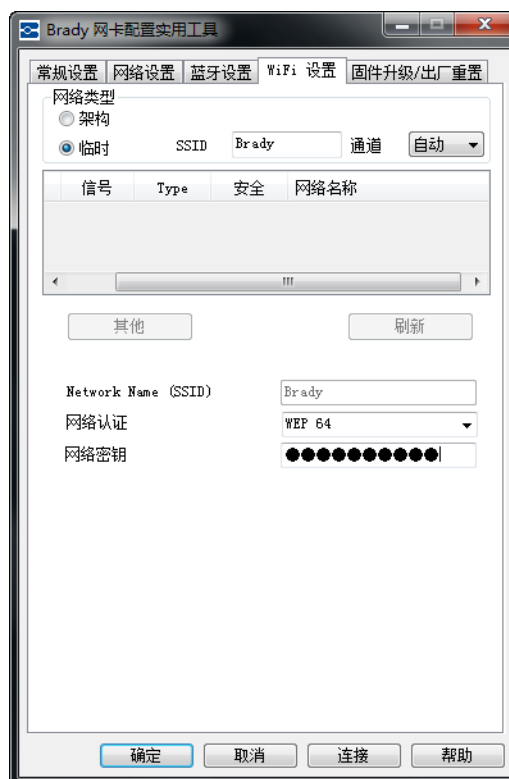 Brady 网卡配置实用工具
常规设置 网络设置 蓝牙设置 WiFi 设置 固件升级/出厂重置
网络类型
架构
临时 SSID Brady 通道 自动
信号 Type 安全 网络名称
其他 刷新
Network Name (SSID) Brady
网络认证 WEP 64
网络密钥 ●●●●●●●●●●
确定 取消 连接 帮助